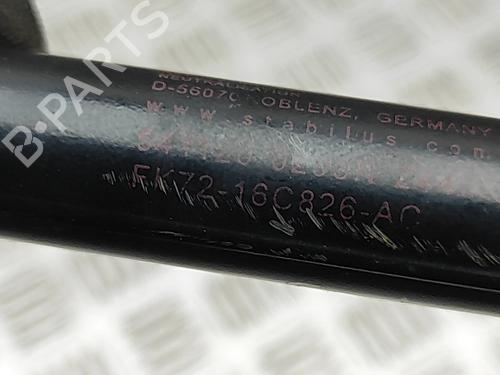 NEUTRALISATION
D-56070 KOBLENZ, GERMANY
www.stabilus.com
FK72-16C826-AC
B-PARTS